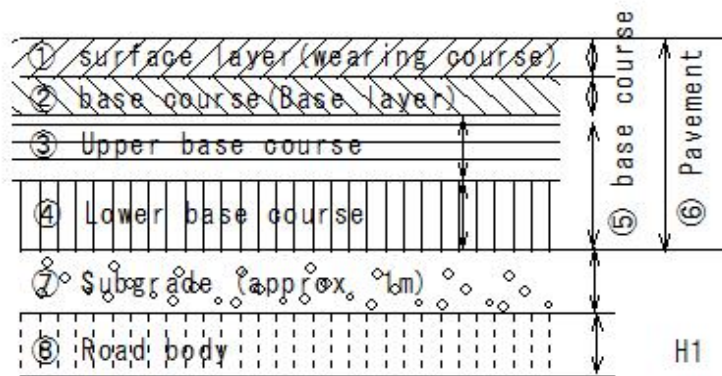 ① surface layer(wearing course)
② base course(Base layer)
③ Upper base course
④ Lower base course
⑤ base course
⑥ Pavement
⑦ Subgrade (approx. 1m)
⑧ Road body
H1